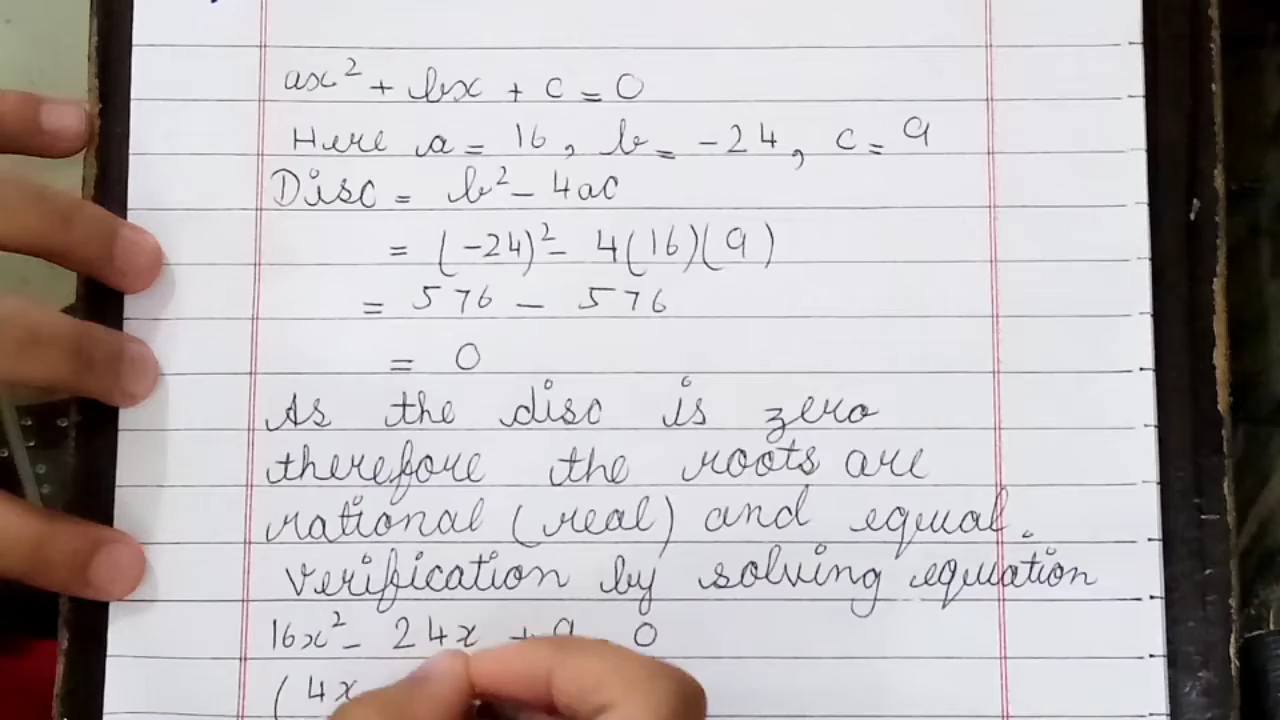 ax² + bx + c = 0
Here a = 16, b = -24, c = 9
Disc = b² - 4ac
= (-24)² - 4(16)(9)
= 576 - 576
= 0
As the disc is zero
therefore the roots are
rational (real) and equal.
verification by solving equation
16x² - 24x + 9 = 0
(4x